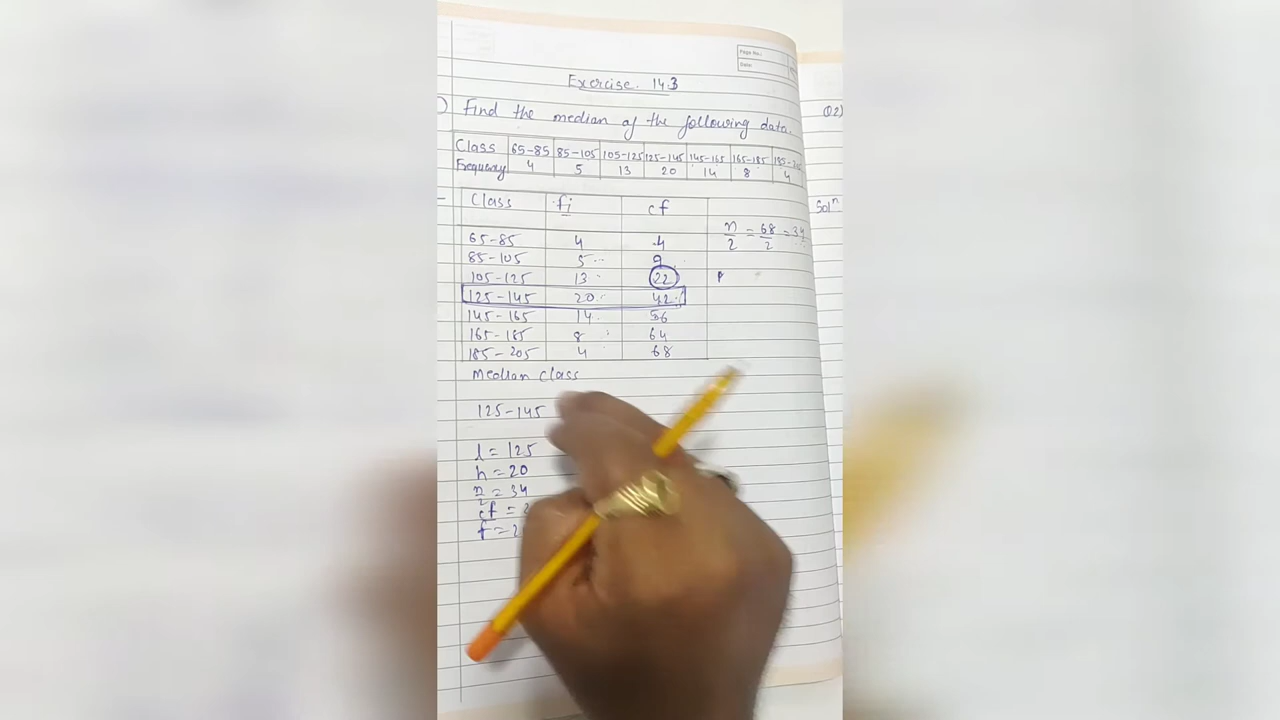 Page No.:
Date:
Exercise. 14.3
Find the median of the following data.
Q2)
Class 65-85 85-105 105-125 125-145 145-165 165-185
Frequency 4 5 13 20 14 8 4
Class fi cf
Solⁿ
n/2 = 68/2 = 34
65-85 4 4
85-105 5 9
105-125 13 22
125-145 20 42
145-165 14 56
165-185 8 64
185-205 4 68
Median class
125-145
l = 125
h = 20
n/2 = 34
cf = 2
f = 2